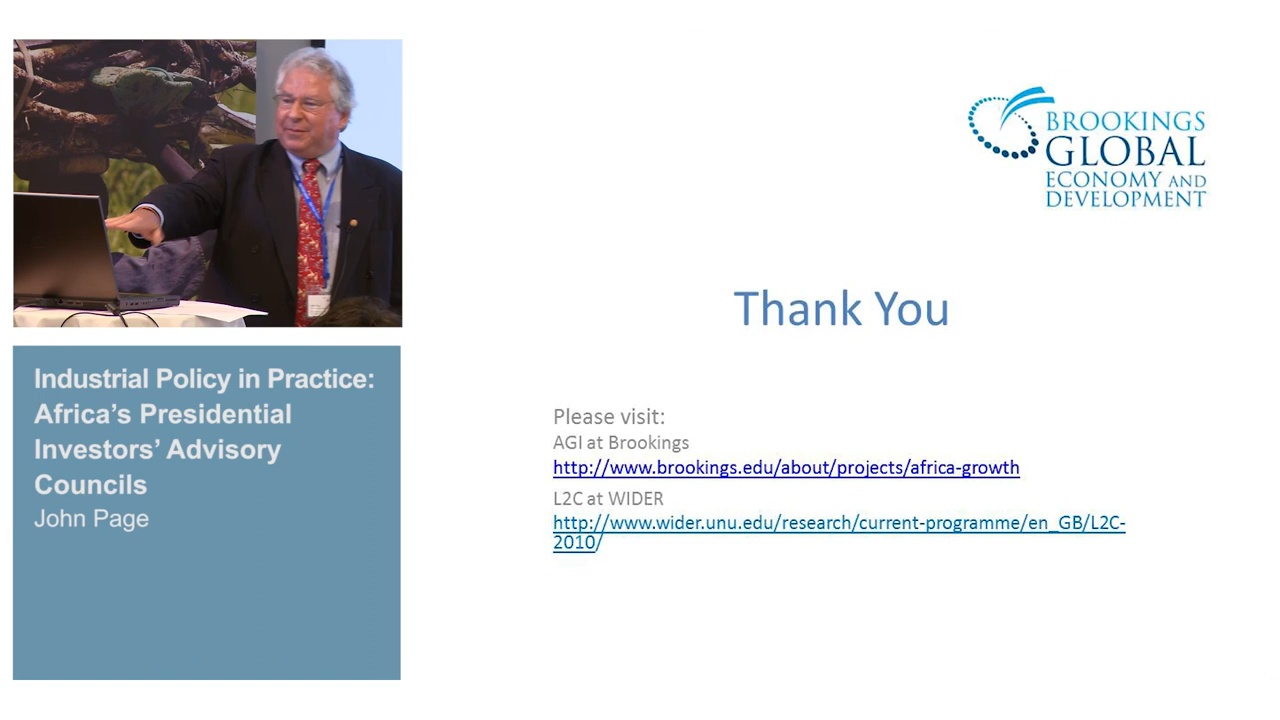 Industrial Policy in Practice:
Africa’s Presidential
Investors’ Advisory
Councils
John Page
BROOKINGS
GLOBAL
ECONOMY AND
DEVELOPMENT
Thank You
Please visit:
AGI at Brookings
http://www.brookings.edu/about/projects/africa-growth
L2C at WIDER
http://www.wider.unu.edu/research/current-programme/en_GB/L2C-
2010/